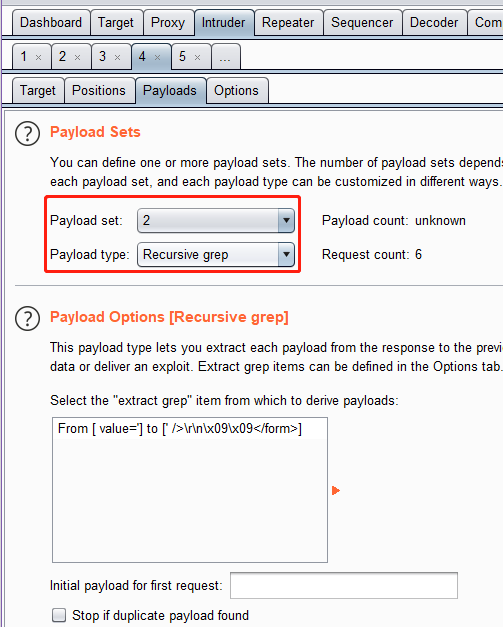 Dashboard Target Proxy Intruder Repeater Sequencer Decoder Com
1 × 2 × 3 × 4 × 5 × ...
Target Positions Payloads Options
? Payload Sets
You can define one or more payload sets. The number of payload sets depends
each payload set, and each payload type can be customized in different ways.
Payload set: 2 Payload count: unknown
Payload type: Recursive grep Request count: 6
? Payload Options [Recursive grep]
This payload type lets you extract each payload from the response to the previ
data or deliver an exploit. Extract grep items can be defined in the Options tab.
Select the "extract grep" item from which to derive payloads:
From [ value='] to [' />\r\n\x09\x09</form>]
Initial payload for first request:
Stop if duplicate payload found